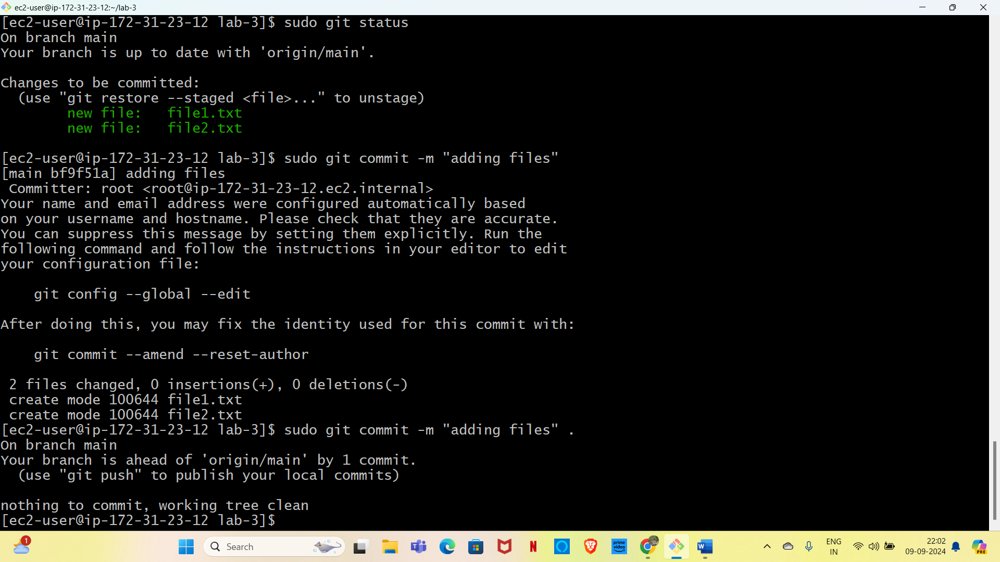 ec2-user@ip-172-31-23-12:~/lab-3
[ec2-user@ip-172-31-23-12 lab-3]$ sudo git status
On branch main
Your branch is up to date with 'origin/main'.
Changes to be committed:
  (use "git restore --staged <file>..." to unstage)
        new file:   file1.txt
        new file:   file2.txt
[ec2-user@ip-172-31-23-12 lab-3]$ sudo git commit -m "adding files"
[main bf9f51a] adding files
 Committer: root <root@ip-172-31-23-12.ec2.internal>
Your name and email address were configured automatically based
on your username and hostname. Please check that they are accurate.
You can suppress this message by setting them explicitly. Run the
following command and follow the instructions in your editor to edit
your configuration file:
    git config --global --edit
After doing this, you may fix the identity used for this commit with:
    git commit --amend --reset-author
 2 files changed, 0 insertions(+), 0 deletions(-)
 create mode 100644 file1.txt
 create mode 100644 file2.txt
[ec2-user@ip-172-31-23-12 lab-3]$ sudo git commit -m "adding files" .
On branch main
Your branch is ahead of 'origin/main' by 1 commit.
  (use "git push" to publish your local commits)
nothing to commit, working tree clean
[ec2-user@ip-172-31-23-12 lab-3]$
1
Search
T
N
prime video
W
ENG
IN
22:02
09-09-2024
PRE